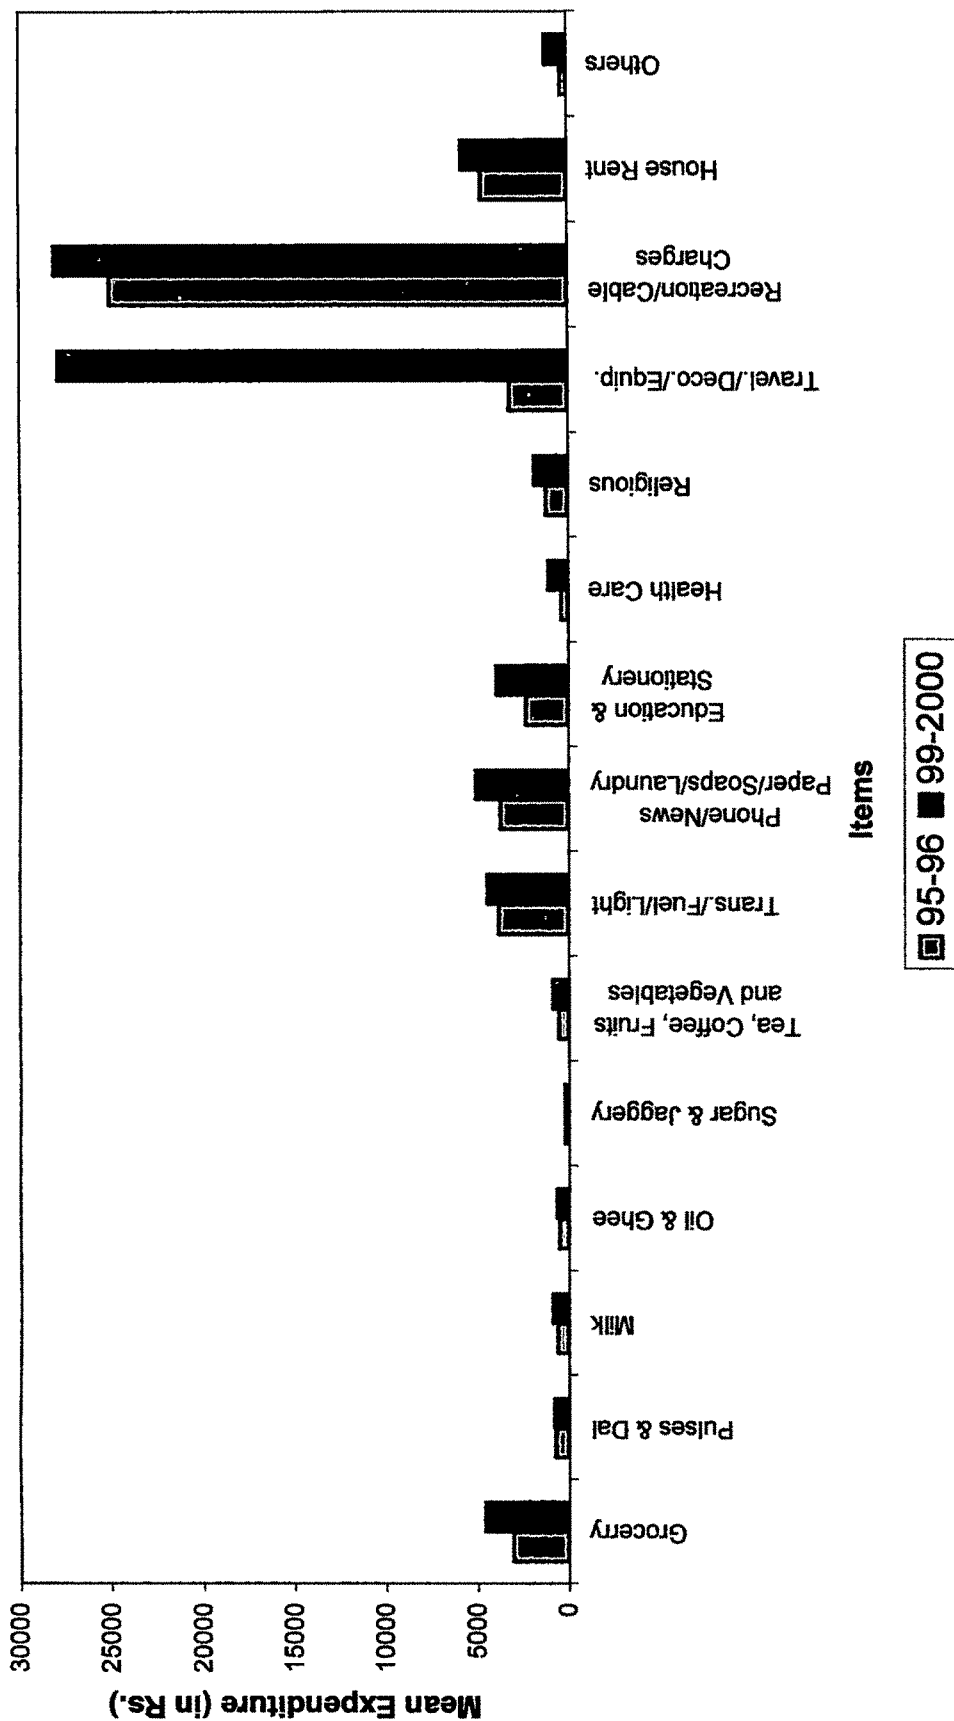 Mean Expenditure (in Rs.)
30000
25000
20000
15000
10000
5000
0
Grocerry
Pulses & Dal
Milk
Oil & Ghee
Sugar & Jaggery
Tea, Coffee, Fruits
and Vegetables
Trans./Fuel/Light
Phone/News
Paper/Soaps/Laundry
Education &
Stationery
Health Care
Religious
Travel./Deco./Equip.
Recreation/Cable
Charges
House Rent
Others
Items
95-96 99-2000